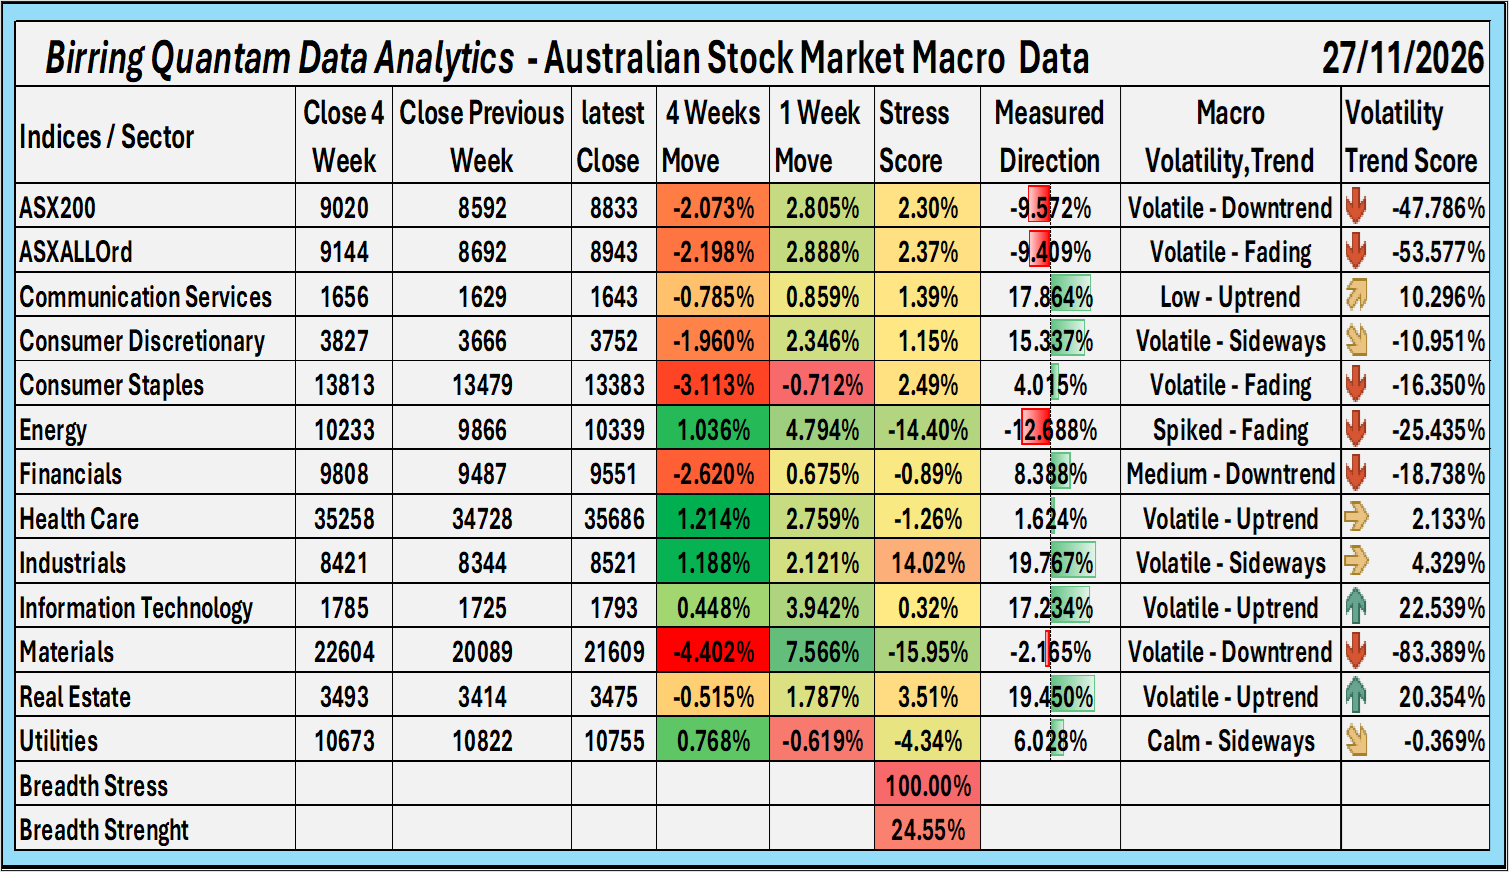 Birring Quantam Data Analytics - Australian Stock Market Macro Data 27/11/2026
Indices / Sector Close 4 Week Close Previous Week latest Close 4 Weeks Move 1 Week Move Stress Score Measured Direction Macro Volatility,Trend Volatility Trend Score
ASX200 9020 8592 8833 -2.073% 2.805% 2.30% -9.572% Volatile - Downtrend -47.786%
ASXALLOrd 9144 8692 8943 -2.198% 2.888% 2.37% -9.409% Volatile - Fading -53.577%
Communication Services 1656 1629 1643 -0.785% 0.859% 1.39% 17.864% Low - Uptrend 10.296%
Consumer Discretionary 3827 3666 3752 -1.960% 2.346% 1.15% 15.337% Volatile - Sideways -10.951%
Consumer Staples 13813 13479 13383 -3.113% -0.712% 2.49% 4.015% Volatile - Fading -16.350%
Energy 10233 9866 10339 1.036% 4.794% -14.40% -12.688% Spiked - Fading -25.435%
Financials 9808 9487 9551 -2.620% 0.675% -0.89% 8.388% Medium - Downtrend -18.738%
Health Care 35258 34728 35686 1.214% 2.759% -1.26% 1.624% Volatile - Uptrend 2.133%
Industrials 8421 8344 8521 1.188% 2.121% 14.02% 19.767% Volatile - Sideways 4.329%
Information Technology 1785 1725 1793 0.448% 3.942% 0.32% 17.234% Volatile - Uptrend 22.539%
Materials 22604 20089 21609 -4.402% 7.566% -15.95% -2.165% Volatile - Downtrend -83.389%
Real Estate 3493 3414 3475 -0.515% 1.787% 3.51% 19.450% Volatile - Uptrend 20.354%
Utilities 10673 10822 10755 0.768% -0.619% -4.34% 6.028% Calm - Sideways -0.369%
Breadth Stress 100.00%
Breadth Strenght 24.55%